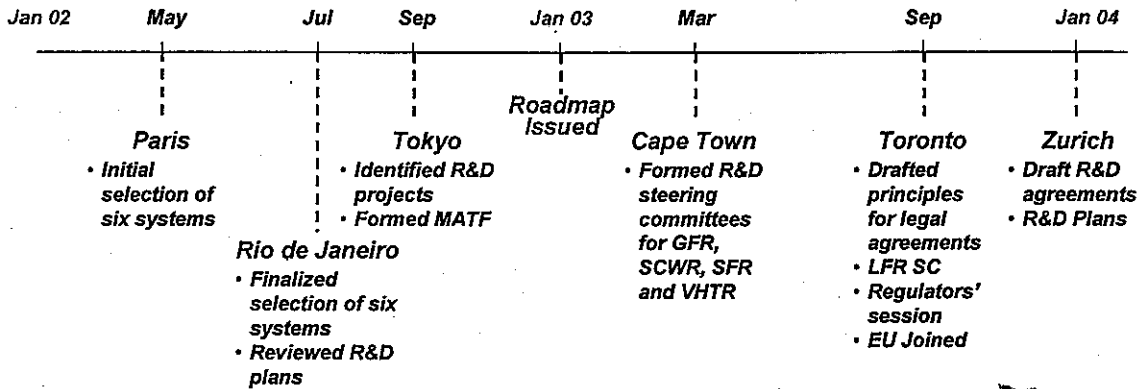 Jan 02 May Jul Sep Jan 03 Mar Sep Jan 04
Roadmap
Issued
Paris
• Initial
selection of
six systems
Rio de Janeiro
• Finalized
selection of six
systems
• Reviewed R&D
plans
Tokyo
• Identified R&D
projects
• Formed MATF
Cape Town
• Formed R&D
steering
committees
for GFR,
SCWR, SFR
and VHTR
Toronto
• Drafted
principles
for legal
agreements
• LFR SC
• Regulators'
session
• EU Joined
Zurich
• Draft R&D
agreements
• R&D Plans